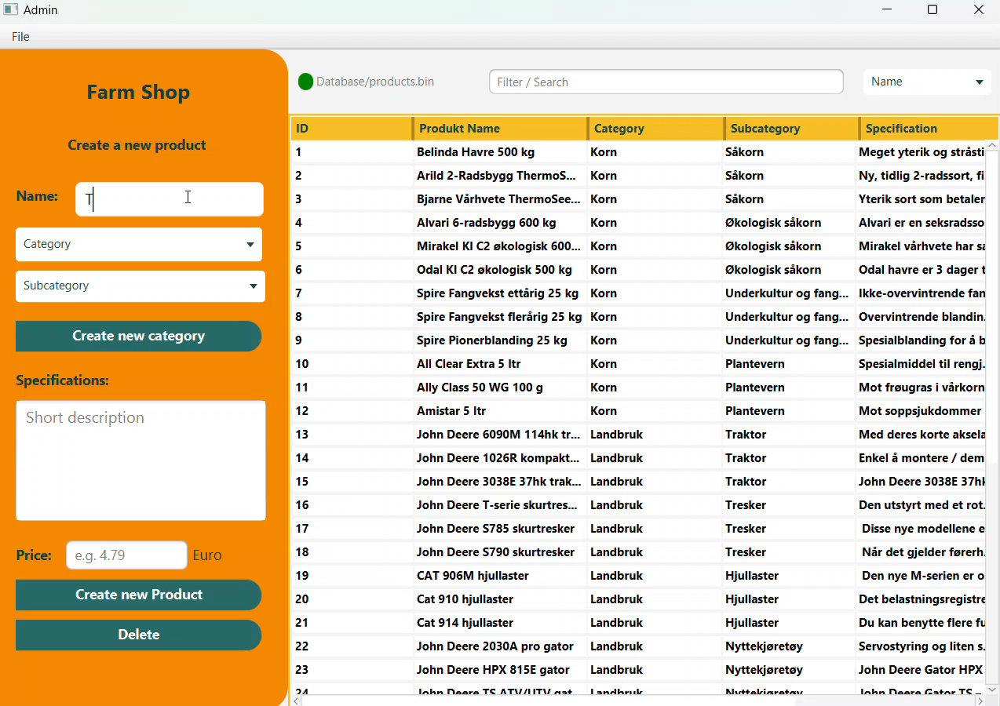 Admin
File
Farm Shop
Create a new product
Name: T
Category
Subcategory
Create new category
Specifications:
Short description
Price: e.g. 4.79 Euro
Create new Product
Delete
Database/products.bin Filter / Search Name
ID Produkt Name Category Subcategory Specification
1 Belinda Havre 500 kg Korn Såkorn Meget yterik og stråsti
2 Arild 2-Radsbygg ThermoS... Korn Såkorn Ny, tidlig 2-radssort, fi
3 Bjarne Vårhvete ThermoSee... Korn Såkorn Yterik sort som betaler
4 Alvari 6-radsbygg 600 kg Korn Økologisk såkorn Alvari er en seksradsso
5 Mirakel Kl C2 økologisk 600... Korn Økologisk såkorn Mirakel vårhvete har sa
6 Odal Kl C2 økologisk 500 kg Korn Økologisk såkorn Odal havre er 3 dager t
7 Spire Fangvekst ettårig 25 kg Korn Underkultur og fang... Ikke-overvintrende fan
8 Spire Fangvekst flerårig 25 kg Korn Underkultur og fang... Overvintrende blandin.
9 Spire Pionerblanding 25 kg Korn Underkultur og fang... Spesialblanding for å b
10 All Clear Extra 5 ltr Korn Plantevern Spesialmiddel til rengj.
11 Ally Class 50 WG 100 g Korn Plantevern Mot frøugras i vårkorn
12 Amistar 5 ltr Korn Plantevern Mot soppsjukdommer
13 John Deere 6090M 114hk tr... Landbruk Traktor Med deres korte aksela
14 John Deere 1026R kompakt... Landbruk Traktor Enkel å montere / dem
15 John Deere 3038E 37hk trak... Landbruk Traktor John Deere 3038E 37hk
16 John Deere T-serie skurtres... Landbruk Tresker Den utstyrt med et rot.
17 John Deere S785 skurtresker Landbruk Tresker Disse nye modellene e
18 John Deere S790 skurtresker Landbruk Tresker Når det gjelder førerh.
19 CAT 906M hjullaster Landbruk Hjullaster Den nye M-serien er o
20 Cat 910 hjullaster Landbruk Hjullaster Det belastningsregistre
21 Cat 914 hjullaster Landbruk Hjullaster Du kan benytte flere fu
22 John Deere 2030A pro gator Landbruk Nyttekjøretøy Servostyring og liten s.
23 John Deere HPX 815E gator Landbruk Nyttekjøretøy John Deere Gator HPX
24 John Deere TS ATV/UTV gat Landbruk Nyttekjøretøy John Deere Gator TS –